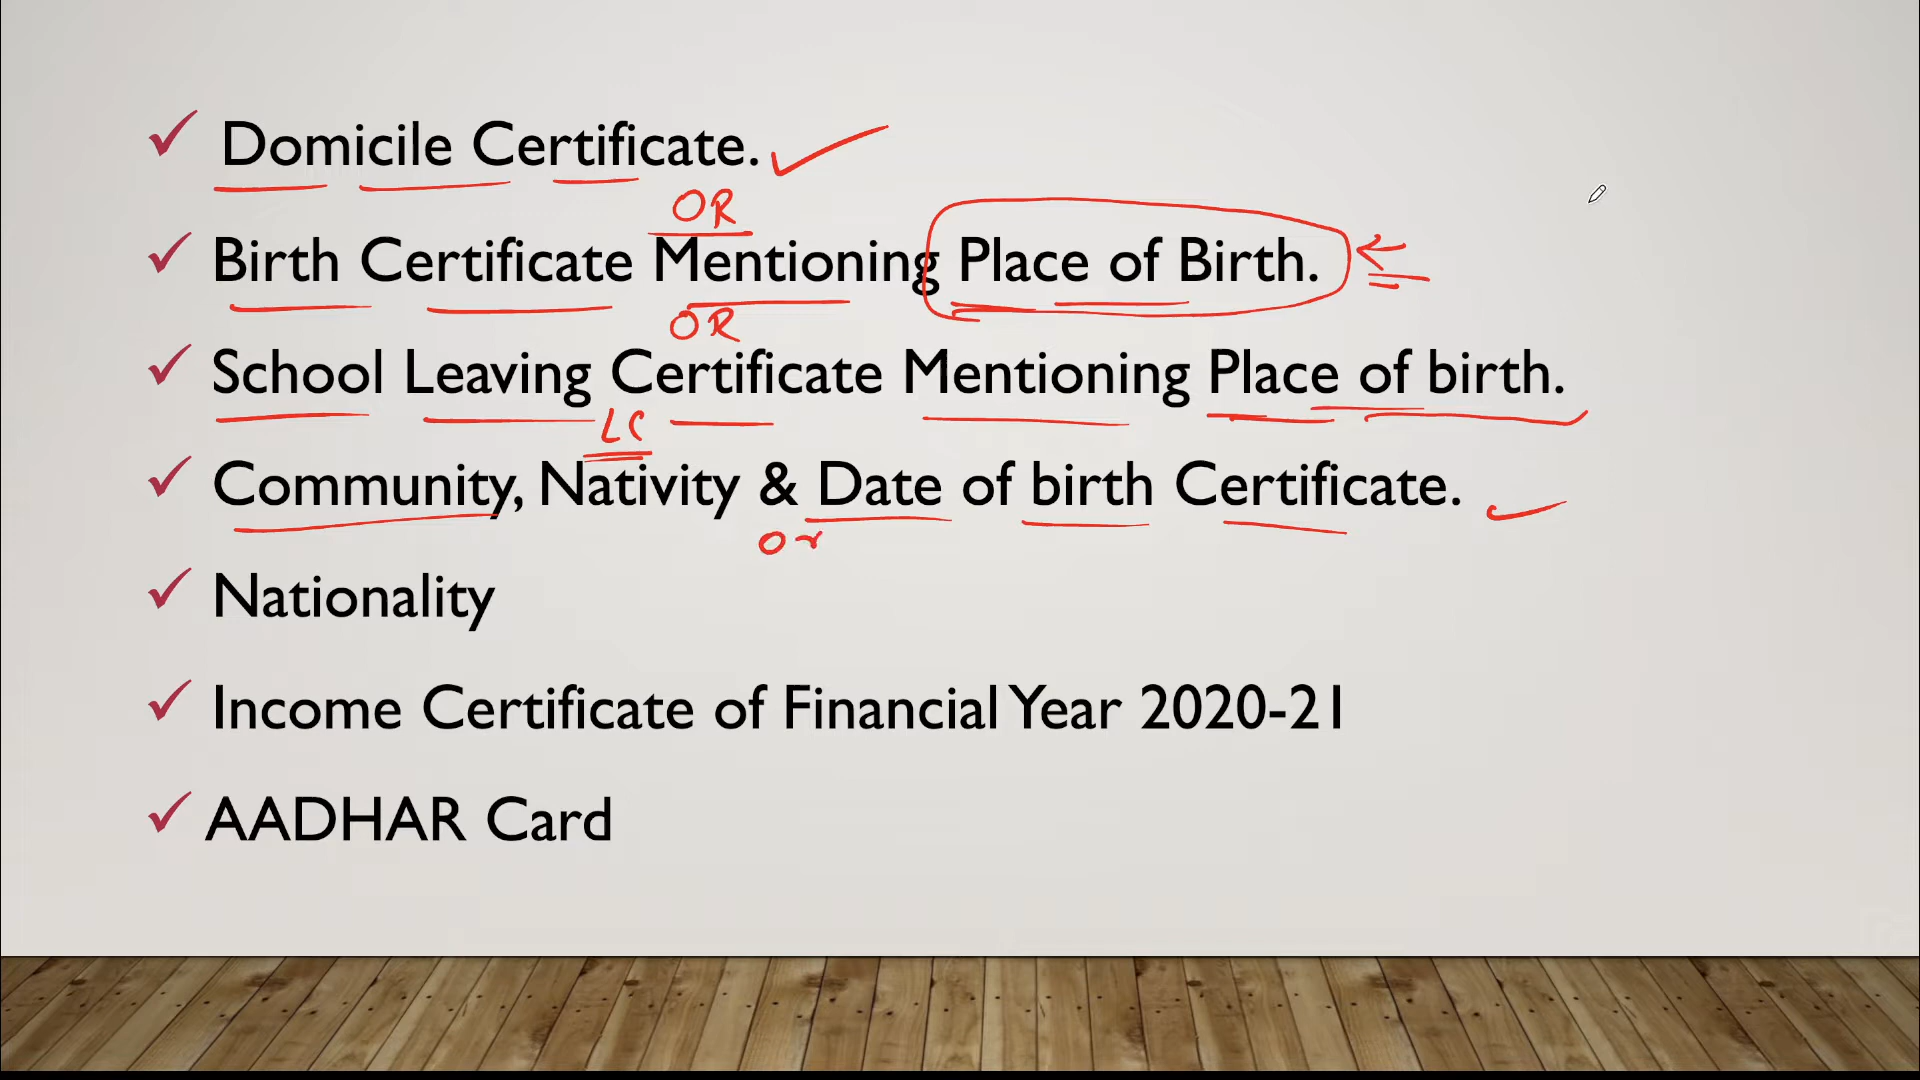 Domicile Certificate.
OR
Birth Certificate Mentioning Place of Birth.
OR
School Leaving Certificate Mentioning Place of birth.
LC
Community, Nativity & Date of birth Certificate.
or
Nationality
Income Certificate of Financial Year 2020-21
AADHAR Card